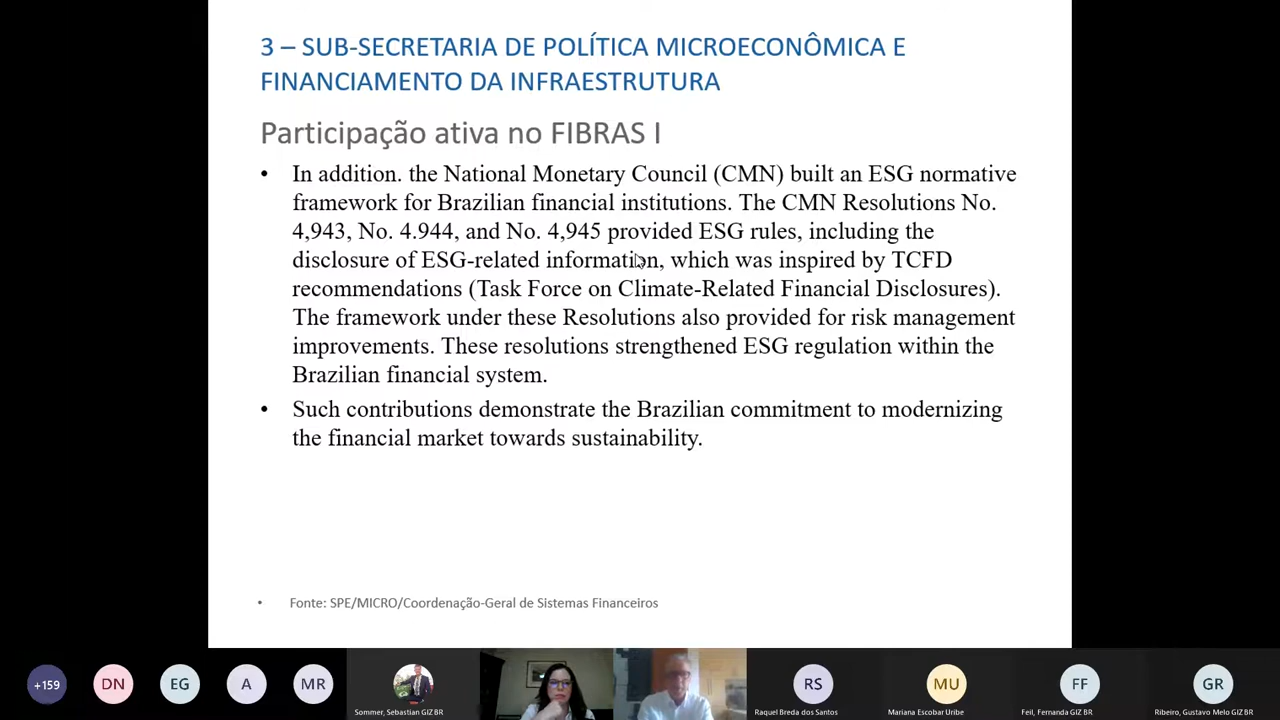 3 – SUB-SECRETARIA DE POLÍTICA MICROECONÔMICA E
FINANCIAMENTO DA INFRAESTRUTURA
Participação ativa no FIBRAS I
• In addition. the National Monetary Council (CMN) built an ESG normative
framework for Brazilian financial institutions. The CMN Resolutions No.
4,943, No. 4.944, and No. 4,945 provided ESG rules, including the
disclosure of ESG-related information, which was inspired by TCFD
recommendations (Task Force on Climate-Related Financial Disclosures).
The framework under these Resolutions also provided for risk management
improvements. These resolutions strengthened ESG regulation within the
Brazilian financial system.
• Such contributions demonstrate the Brazilian commitment to modernizing
the financial market towards sustainability.
• Fonte: SPE/MICRO/Coordenação-Geral de Sistemas Financeiros
+159 DN EG A MR RS MU FF GR
Sommer, Sebastian GIZ BR Raquel Breda dos Santos Mariana Escobar Uribe Feil, Fernanda GIZ BR Ribeiro, Gustavo Melo GIZ BR